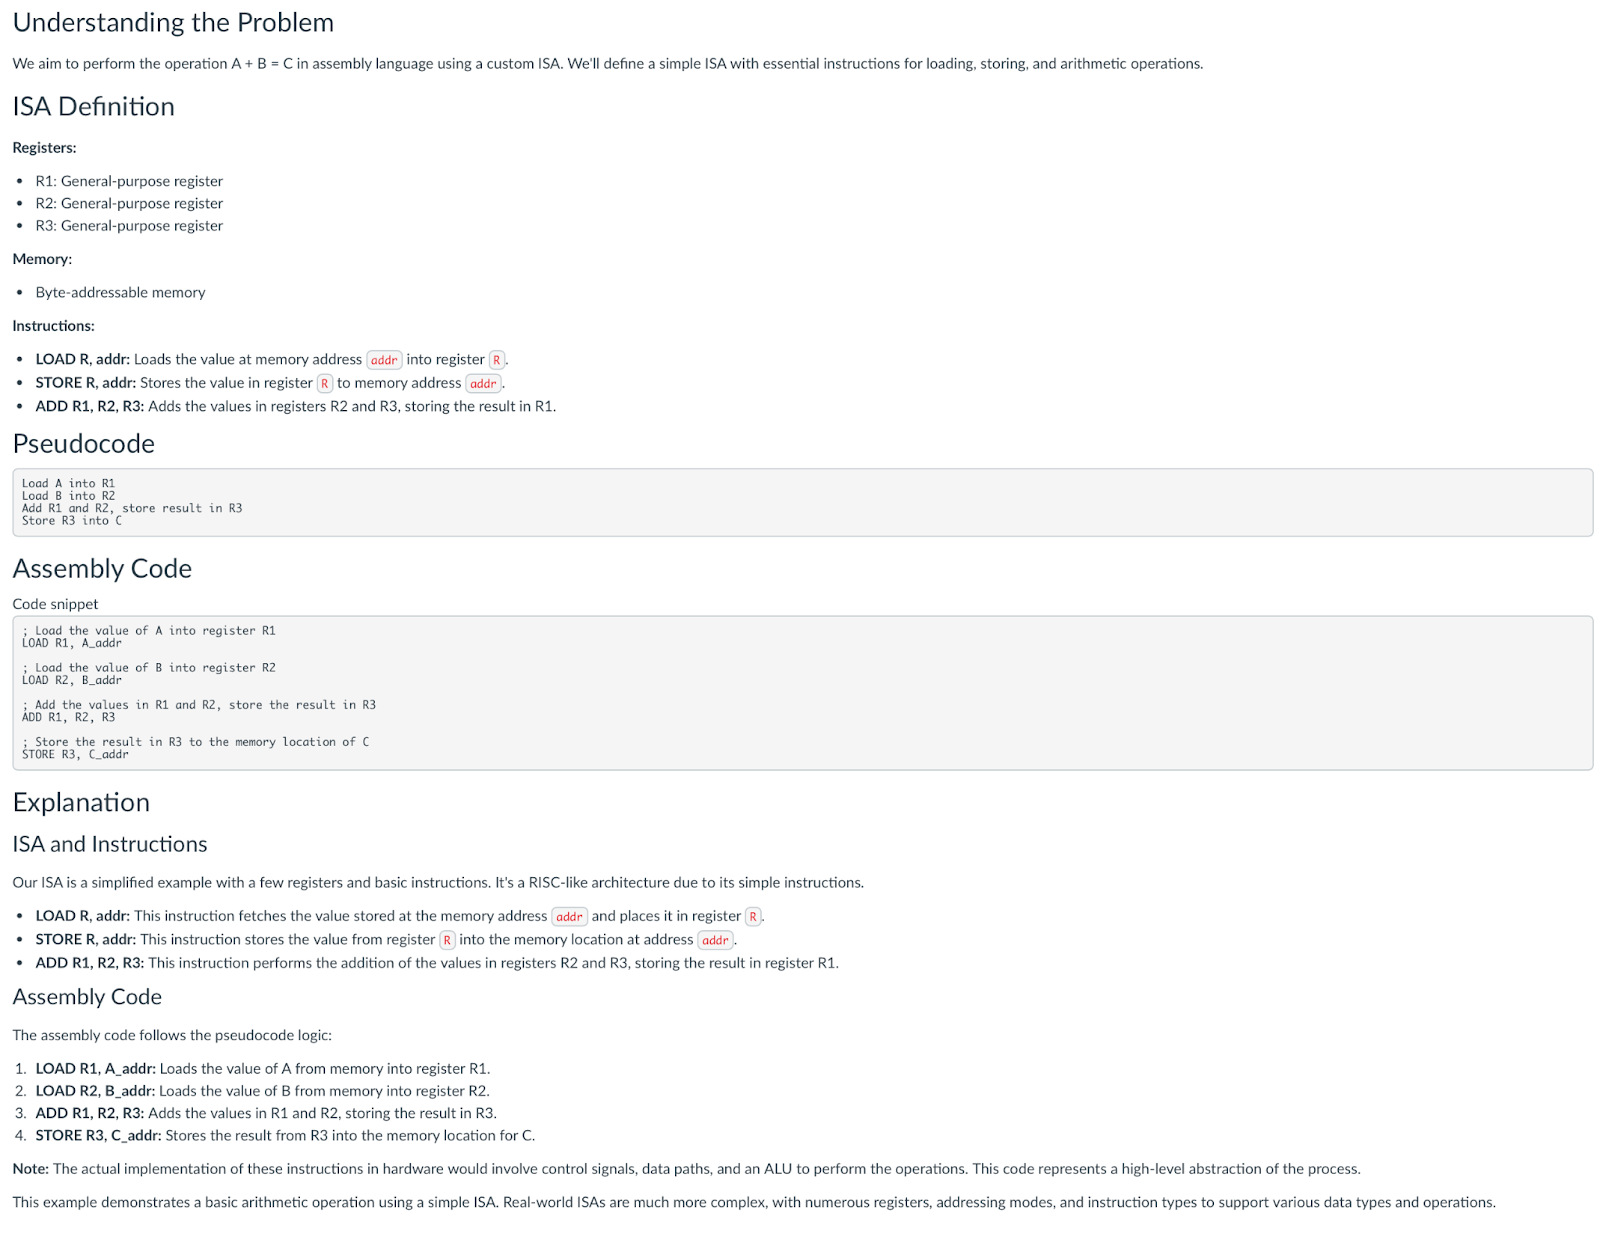 Understanding the Problem
We aim to perform the operation A + B = C in assembly language using a custom ISA. We'll define a simple ISA with essential instructions for loading, storing, and arithmetic operations.
ISA Definition
Registers:
• R1: General-purpose register
• R2: General-purpose register
• R3: General-purpose register
Memory:
• Byte-addressable memory
Instructions:
• LOAD R, addr: Loads the value at memory address addr into register R.
• STORE R, addr: Stores the value in register R to memory address addr.
• ADD R1, R2, R3: Adds the values in registers R2 and R3, storing the result in R1.
Pseudocode
Load A into R1
Load B into R2
Add R1 and R2, store result in R3
Store R3 into C
Assembly Code
Code snippet
; Load the value of A into register R1
LOAD R1, A_addr
; Load the value of B into register R2
LOAD R2, B_addr
; Add the values in R1 and R2, store the result in R3
ADD R1, R2, R3
; Store the result in R3 to the memory location of C
STORE R3, C_addr
Explanation
ISA and Instructions
Our ISA is a simplified example with a few registers and basic instructions. It's a RISC-like architecture due to its simple instructions.
• LOAD R, addr: This instruction fetches the value stored at the memory address addr and places it in register R.
• STORE R, addr: This instruction stores the value from register R into the memory location at address addr.
• ADD R1, R2, R3: This instruction performs the addition of the values in registers R2 and R3, storing the result in register R1.
Assembly Code
The assembly code follows the pseudocode logic:
1. LOAD R1, A_addr: Loads the value of A from memory into register R1.
2. LOAD R2, B_addr: Loads the value of B from memory into register R2.
3. ADD R1, R2, R3: Adds the values in R1 and R2, storing the result in R3.
4. STORE R3, C_addr: Stores the result from R3 into the memory location for C.
Note: The actual implementation of these instructions in hardware would involve control signals, data paths, and an ALU to perform the operations. This code represents a high-level abstraction of the process.
This example demonstrates a basic arithmetic operation using a simple ISA. Real-world ISAs are much more complex, with numerous registers, addressing modes, and instruction types to support various data types and operations.